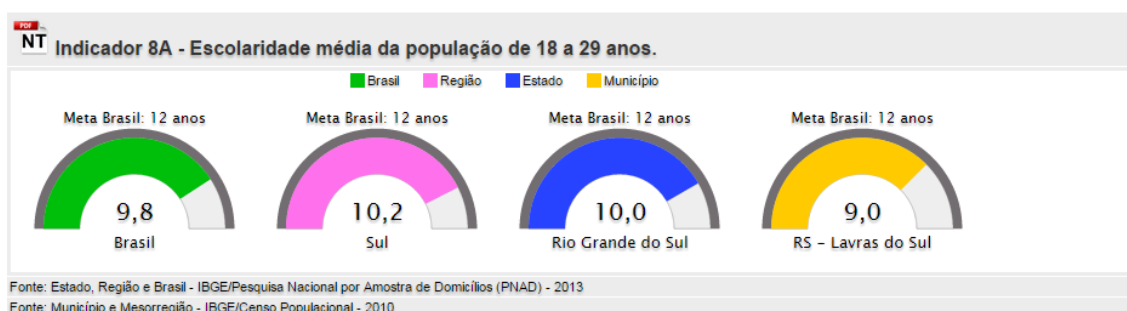 PDF
NT Indicador 8A - Escolaridade média da população de 18 a 29 anos.
Brasil Região Estado Município
Meta Brasil: 12 anos Meta Brasil: 12 anos Meta Brasil: 12 anos Meta Brasil: 12 anos
9,8 10,2 10,0 9,0
Brasil Sul Rio Grande do Sul RS - Lavras do Sul
Fonte: Estado, Região e Brasil - IBGE/Pesquisa Nacional por Amostra de Domicílios (PNAD) - 2013
Fonte: Município e Mesorregião - IBGE/Censo Populacional - 2010